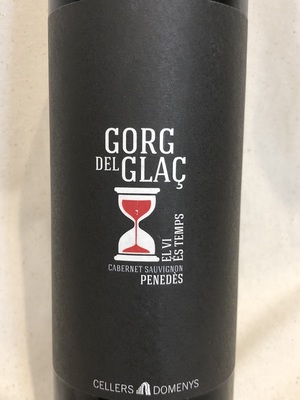 GORG
DEL GLAÇ
EL VI
ÉS TEMPS
CABERNET SAUVIGNON
PENEDÈS
CELLERS DOMENYS